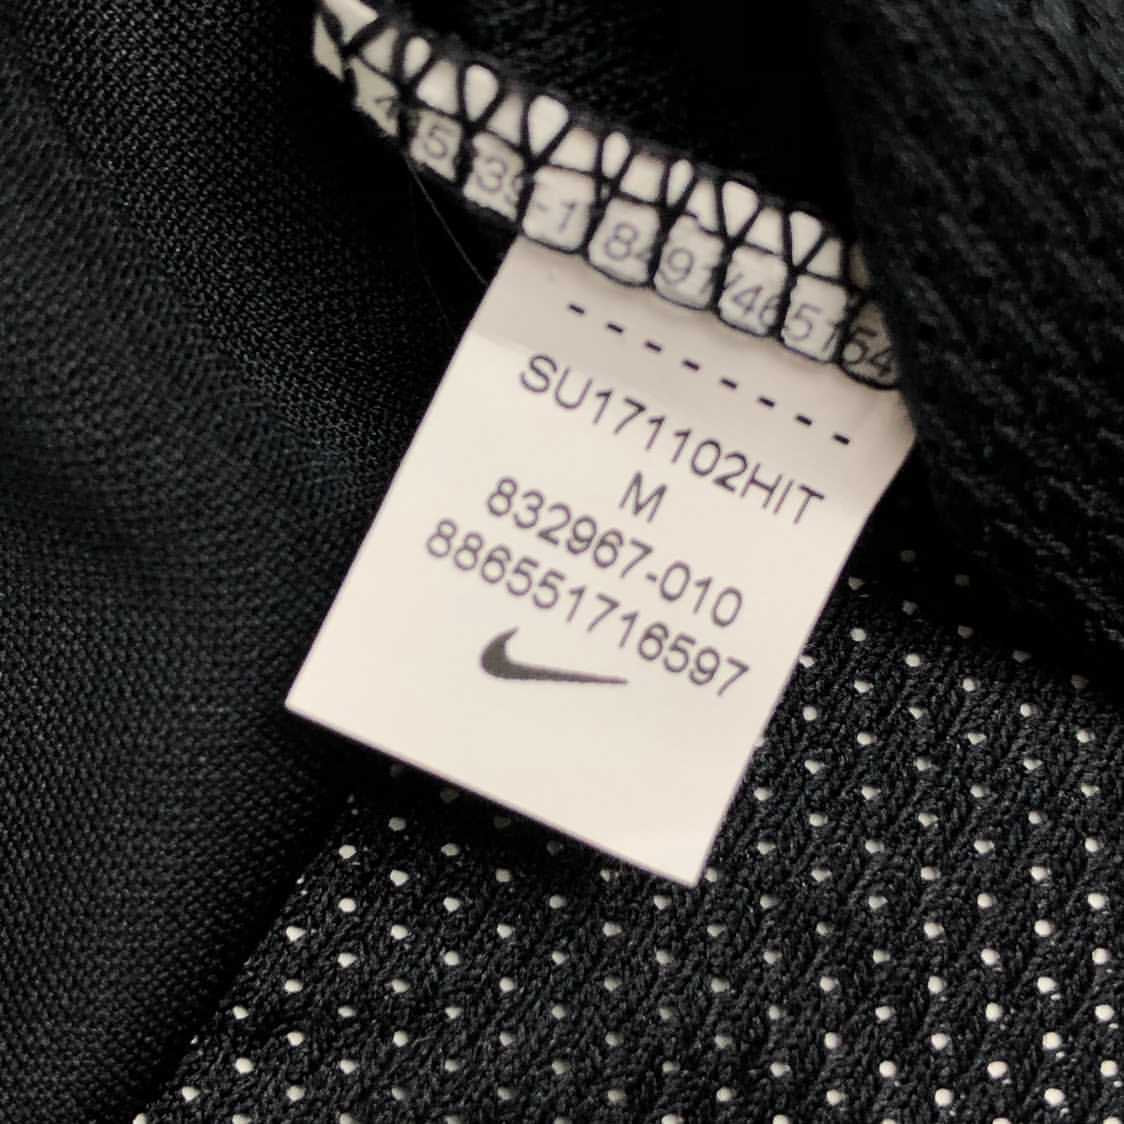 - - - - - - - -
SU171102HIT
M
832967-010
886551716597